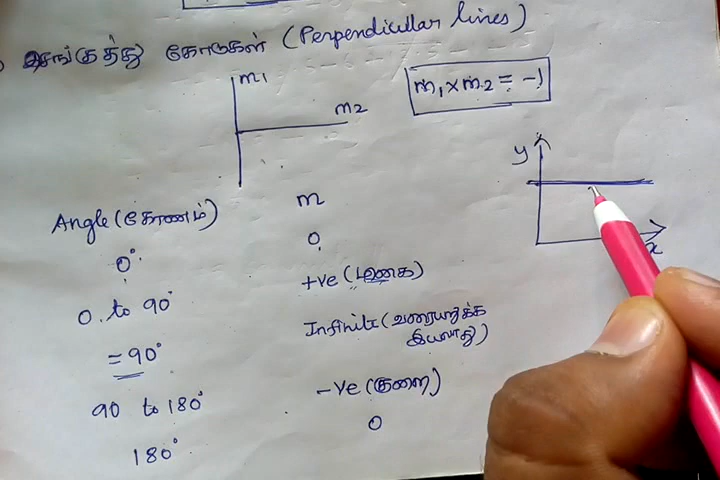 செங்குத்து கோடுகள் (Perpendicular lines)
m1
m2
m1 x m2 = -1
y
x
Angle (கோணம்) m
0° 0
0. to 90° +ve (மிகை)
= 90° Infinite (வரையறுக்க இயலாது)
90 to 180° -ve (குறை)
180° 0